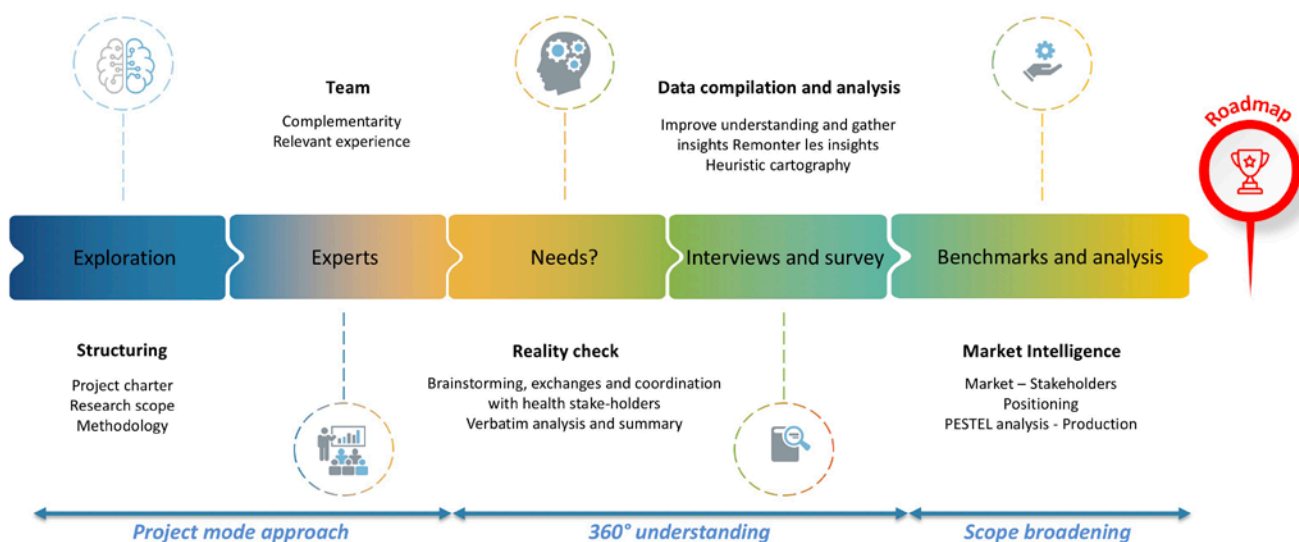 Roadmap
Team
Complementarity
Relevant experience
Data compilation and analysis
Improve understanding and gather
insights Remonter les insights
Heuristic cartography
Exploration
Experts
Needs?
Interviews and survey
Benchmarks and analysis
Structuring
Project charter
Research scope
Methodology
Reality check
Brainstorming, exchanges and coordination
with health stake-holders
Verbatim analysis and summary
Market Intelligence
Market – Stakeholders
Positioning
PESTEL analysis - Production
Project mode approach
360° understanding
Scope broadening